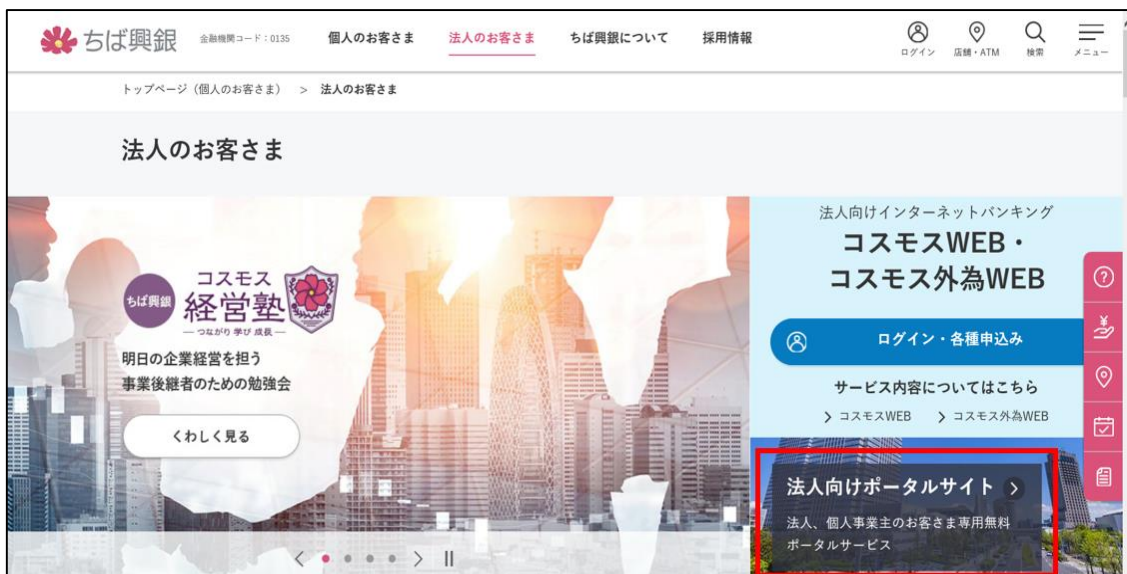 ちば興銀 金融機関コード:0135 個人のお客さま 法人のお客さま ちば興銀について 採用情報
ログイン 店舗・ATM 検索 メニュー
トップページ(個人のお客さま) > 法人のお客さま
法人のお客さま
ちば興銀
コスモス
経営塾
つながり 学び 成長
明日の企業経営を担う
事業後継者のための勉強会
くわしく見る
法人向けインターネットバンキング
コスモスWEB・
コスモス外為WEB
ログイン・各種申込み
サービス内容についてはこちら
コスモスWEB コスモス外為WEB
法人向けポータルサイト
法人、個人事業主のお客さま専用無料
ポータルサービス